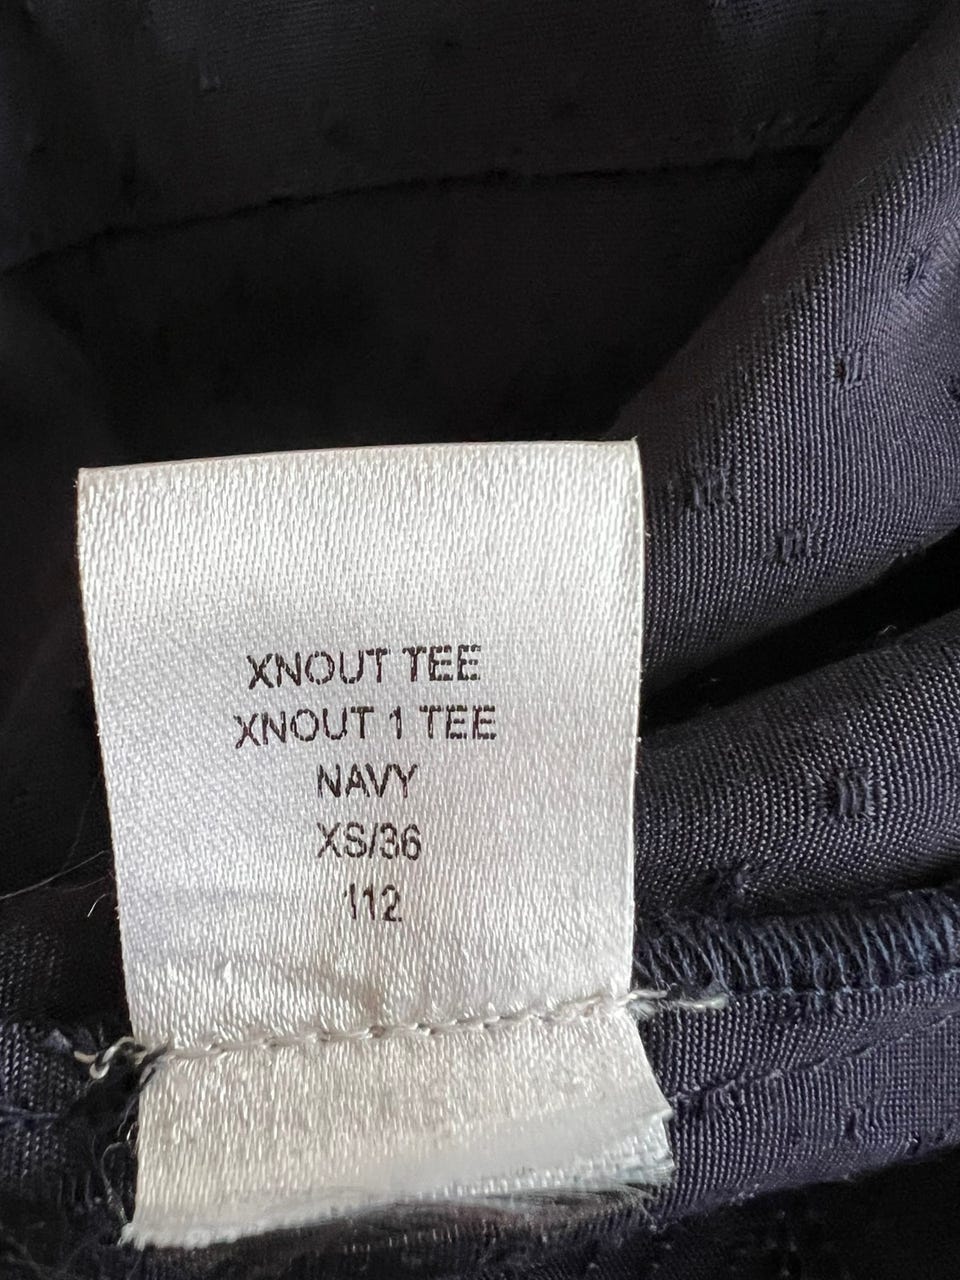 XNOUT TEE
XNOUT 1 TEE
NAVY
XS/36
112